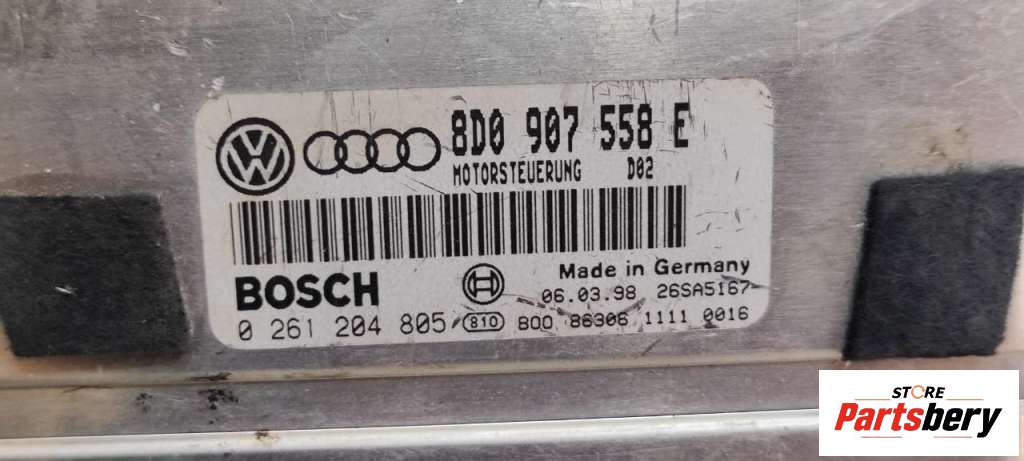 8D0 907 558 E
MOTORSTEUERUNG D02
BOSCH
Made in Germany
06.03.98 26SA5167
0 261 204 805 810 B00 86306 1111 0016
STORE
Partsbery